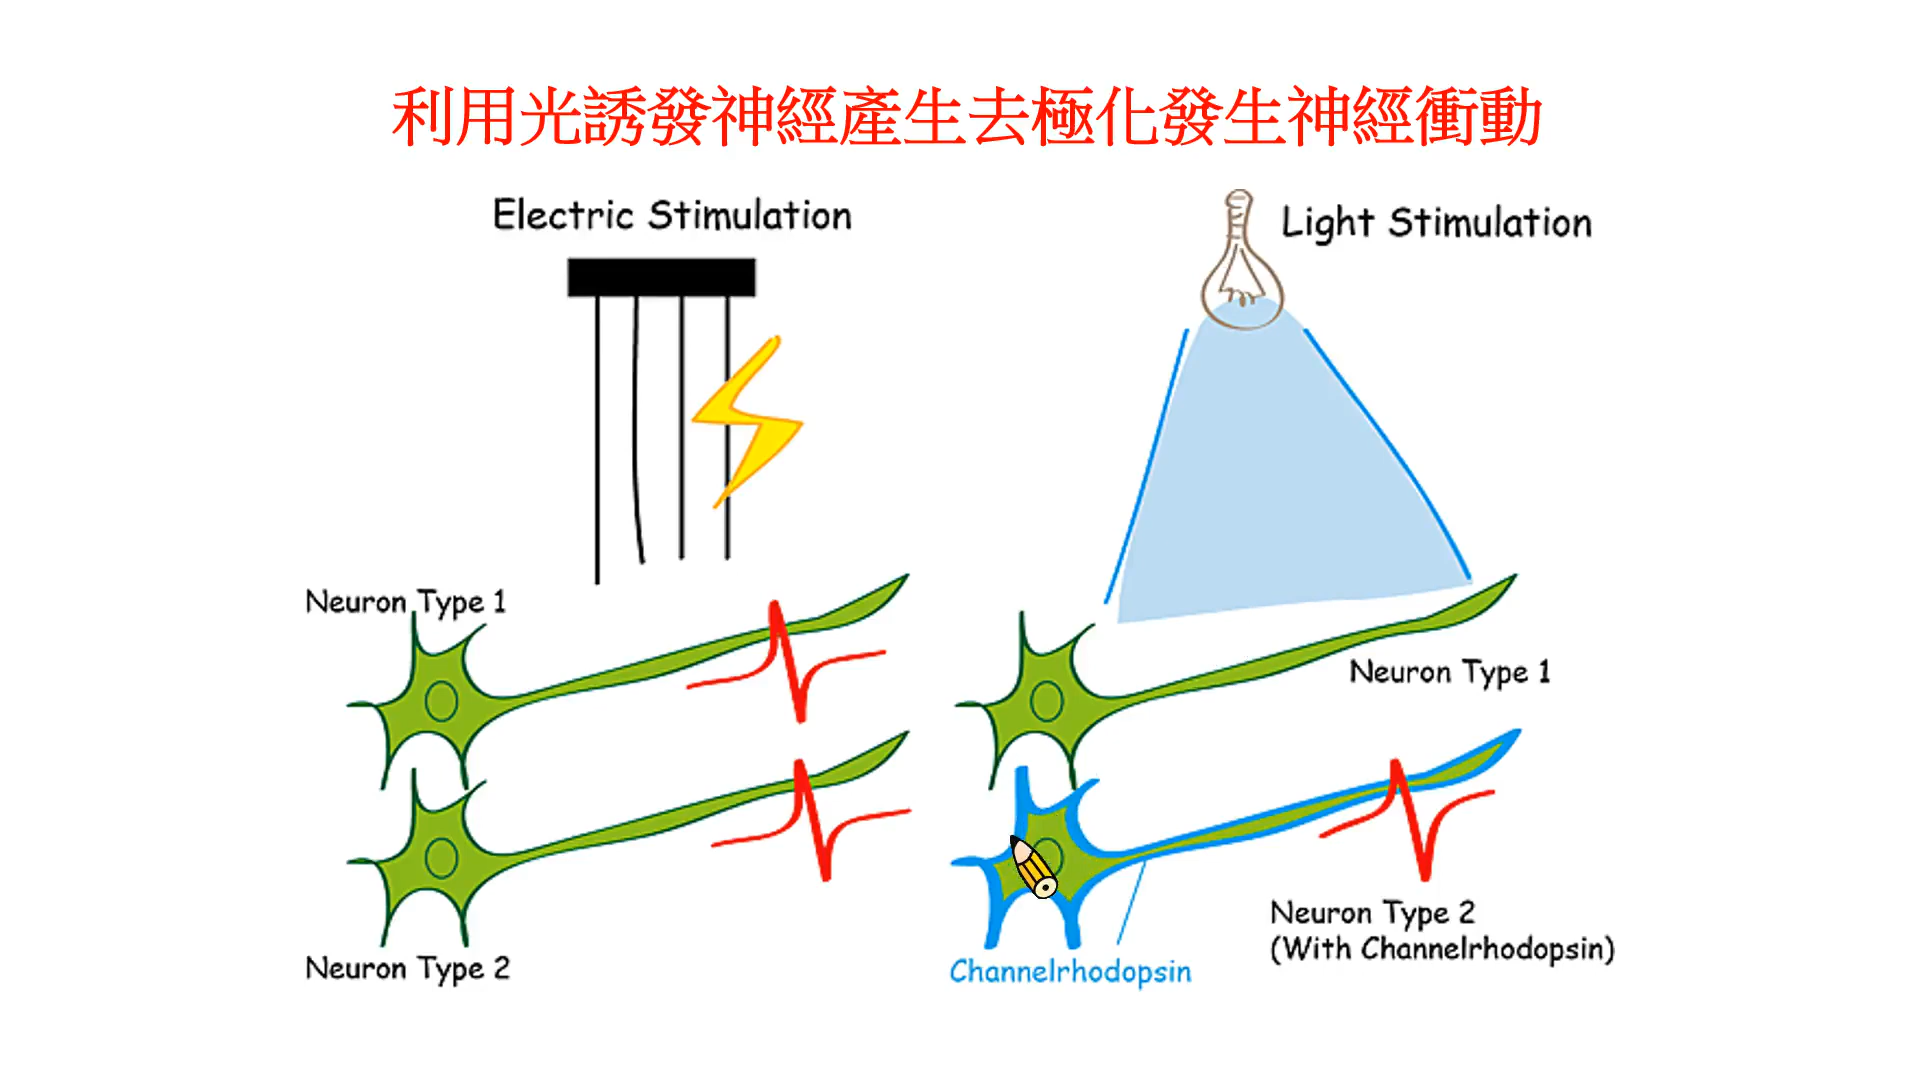 利用光誘發神經產生去極化發生神經衝動
Electric Stimulation
Light Stimulation
Neuron Type 1
Neuron Type 1
Neuron Type 2
(With Channelrhodopsin)
Neuron Type 2
Channelrhodopsin